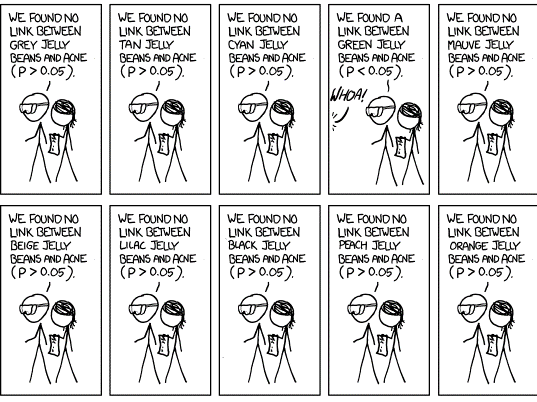 WE FOUND NO
LINK BETWEEN
GREY JELLY
BEANS AND ACNE
(P > 0.05).
WE FOUND NO
LINK BETWEEN
TAN JELLY
BEANS AND ACNE
(P > 0.05).
WE FOUND NO
LINK BETWEEN
CYAN JELLY
BEANS AND ACNE
(P > 0.05).
WE FOUND A
LINK BETWEEN
GREEN JELLY
BEANS AND ACNE
(P < 0.05).
WHOA!
WE FOUND NO
LINK BETWEEN
MAUVE JELLY
BEANS AND ACNE
(P > 0.05).
WE FOUND NO
LINK BETWEEN
BEIGE JELLY
BEANS AND ACNE
(P > 0.05).
WE FOUND NO
LINK BETWEEN
LILAC JELLY
BEANS AND ACNE
(P > 0.05).
WE FOUND NO
LINK BETWEEN
BLACK JELLY
BEANS AND ACNE
(P > 0.05).
WE FOUND NO
LINK BETWEEN
PEACH JELLY
BEANS AND ACNE
(P > 0.05).
WE FOUND NO
LINK BETWEEN
ORANGE JELLY
BEANS AND ACNE
(P > 0.05).